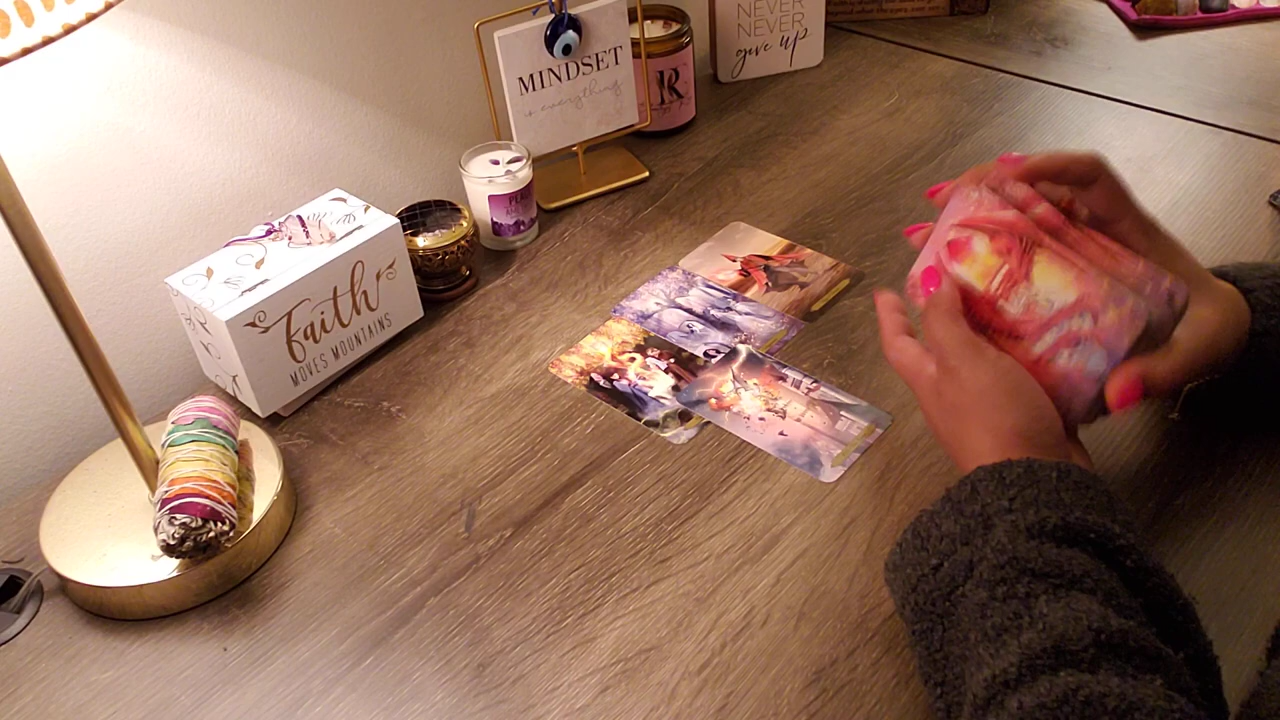 NEVER
NEVER
give up
MINDSET
is everything
R
Faith
MOVES MOUNTAINS